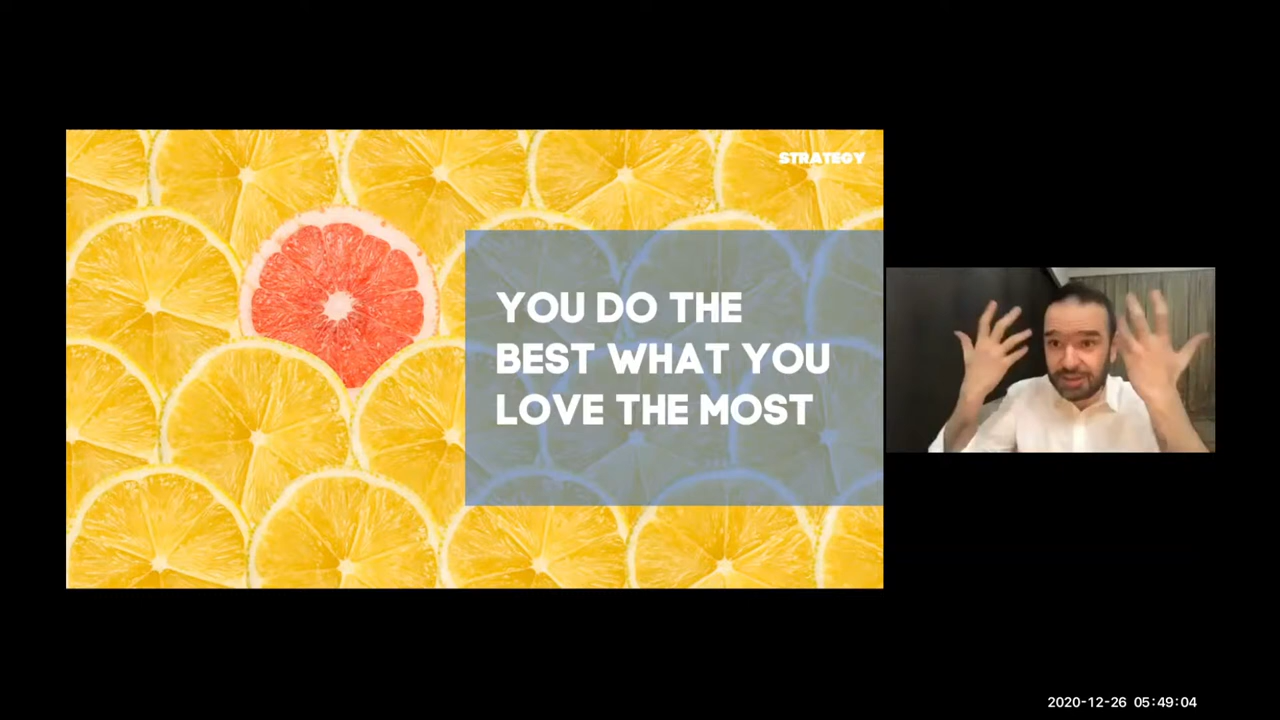 STRATEGY
YOU DO THE
BEST WHAT YOU
LOVE THE MOST
2020-12-26 05:49:04